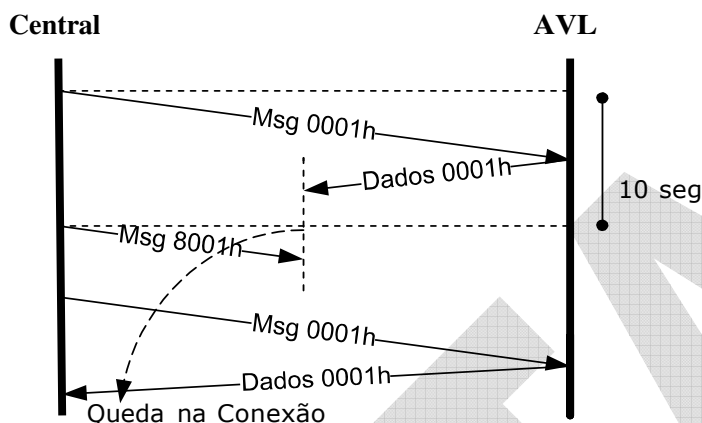 Central
AVL
Msg 0001h
Dados 0001h
10 seg
Msg 8001h
Msg 0001h
Dados 0001h
Queda na Conexão